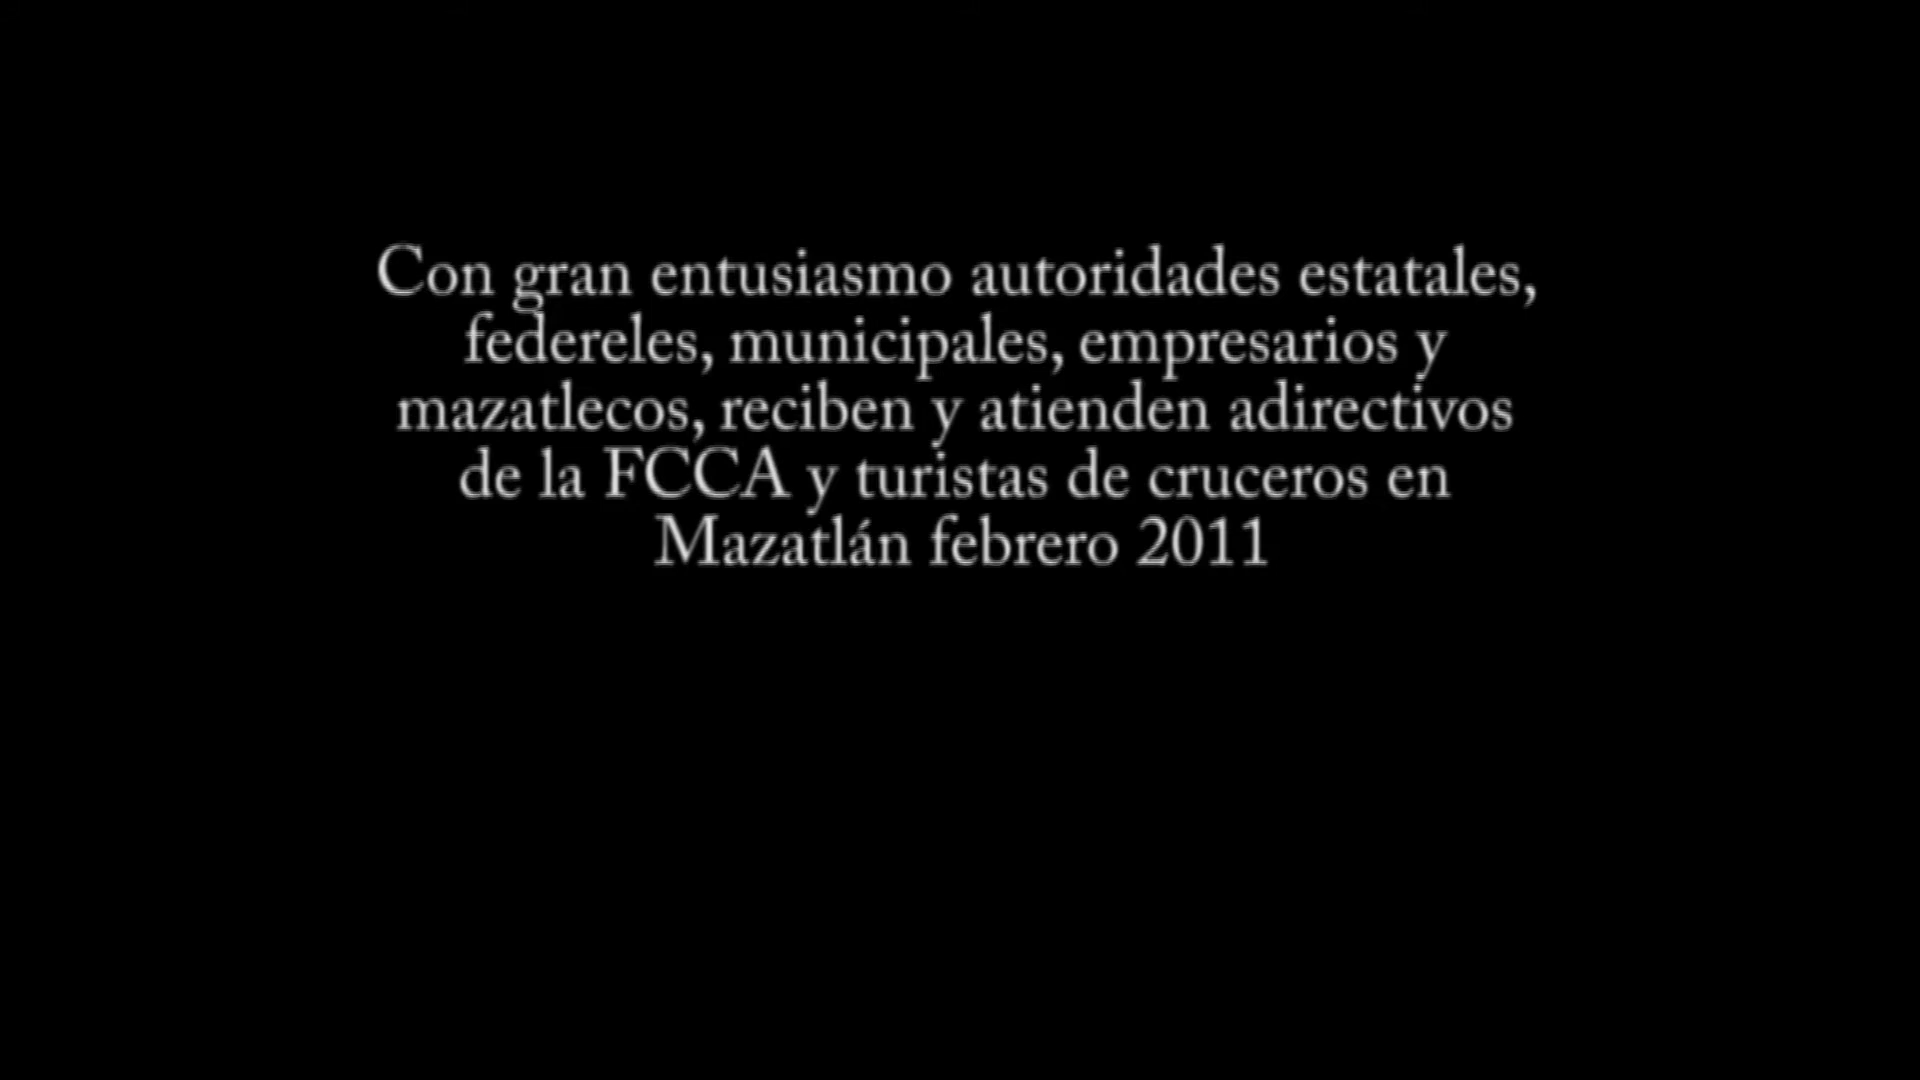 Con gran entusiasmo autoridades estatales,
federeles, municipales, empresarios y
mazatlecos, reciben y atienden adirectivos
de la FCCA y turistas de cruceros en
Mazatlán febrero 2011